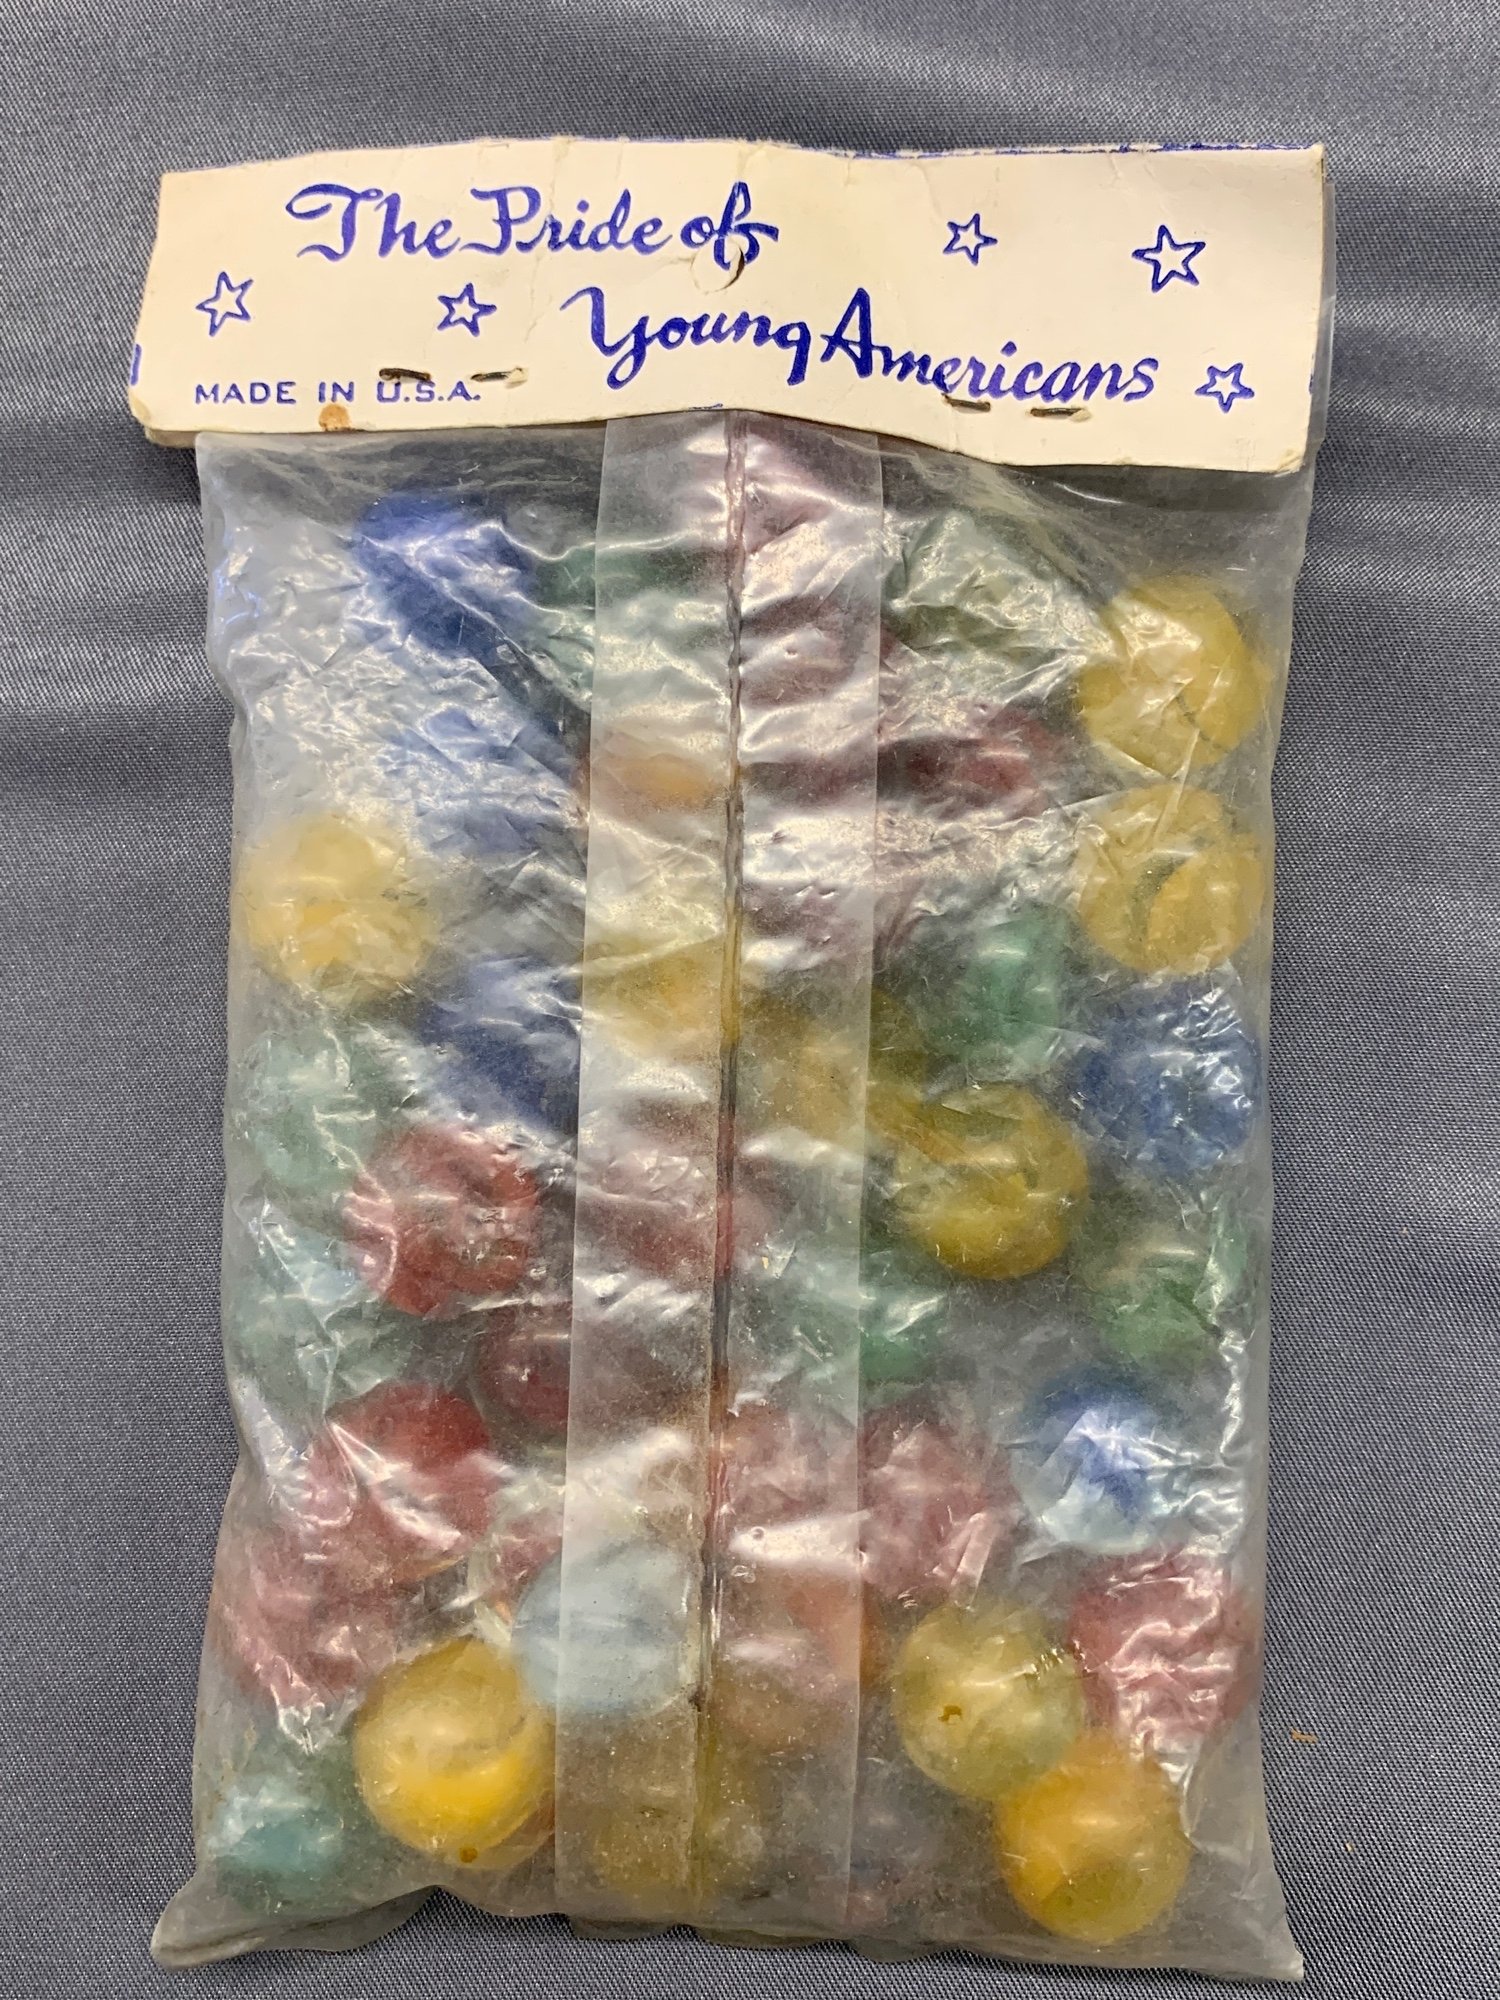 The Pride of
Young Americans
MADE IN U.S.A.